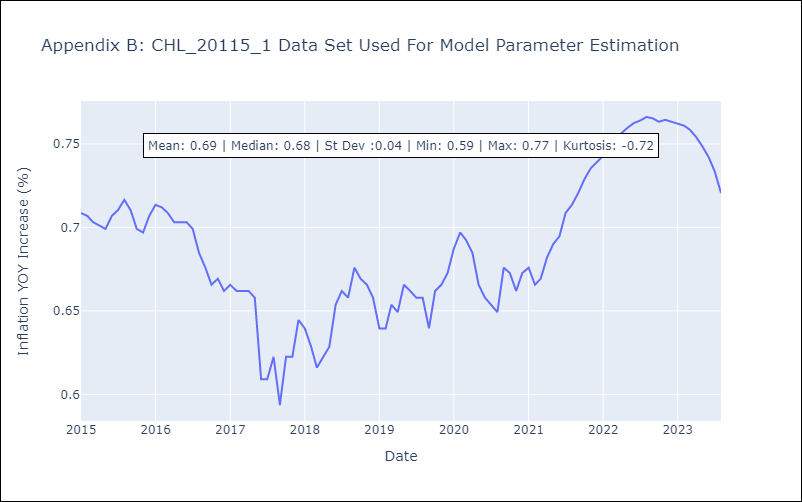 Appendix B: CHL_20115_1 Data Set Used For Model Parameter Estimation
Mean: 0.69 | Median: 0.68 | St Dev :0.04 | Min: 0.59 | Max: 0.77 | Kurtosis: -0.72
Inflation YOY Increase (%)
0.75
0.7
0.65
0.6
2015 2016 2017 2018 2019 2020 2021 2022 2023
Date